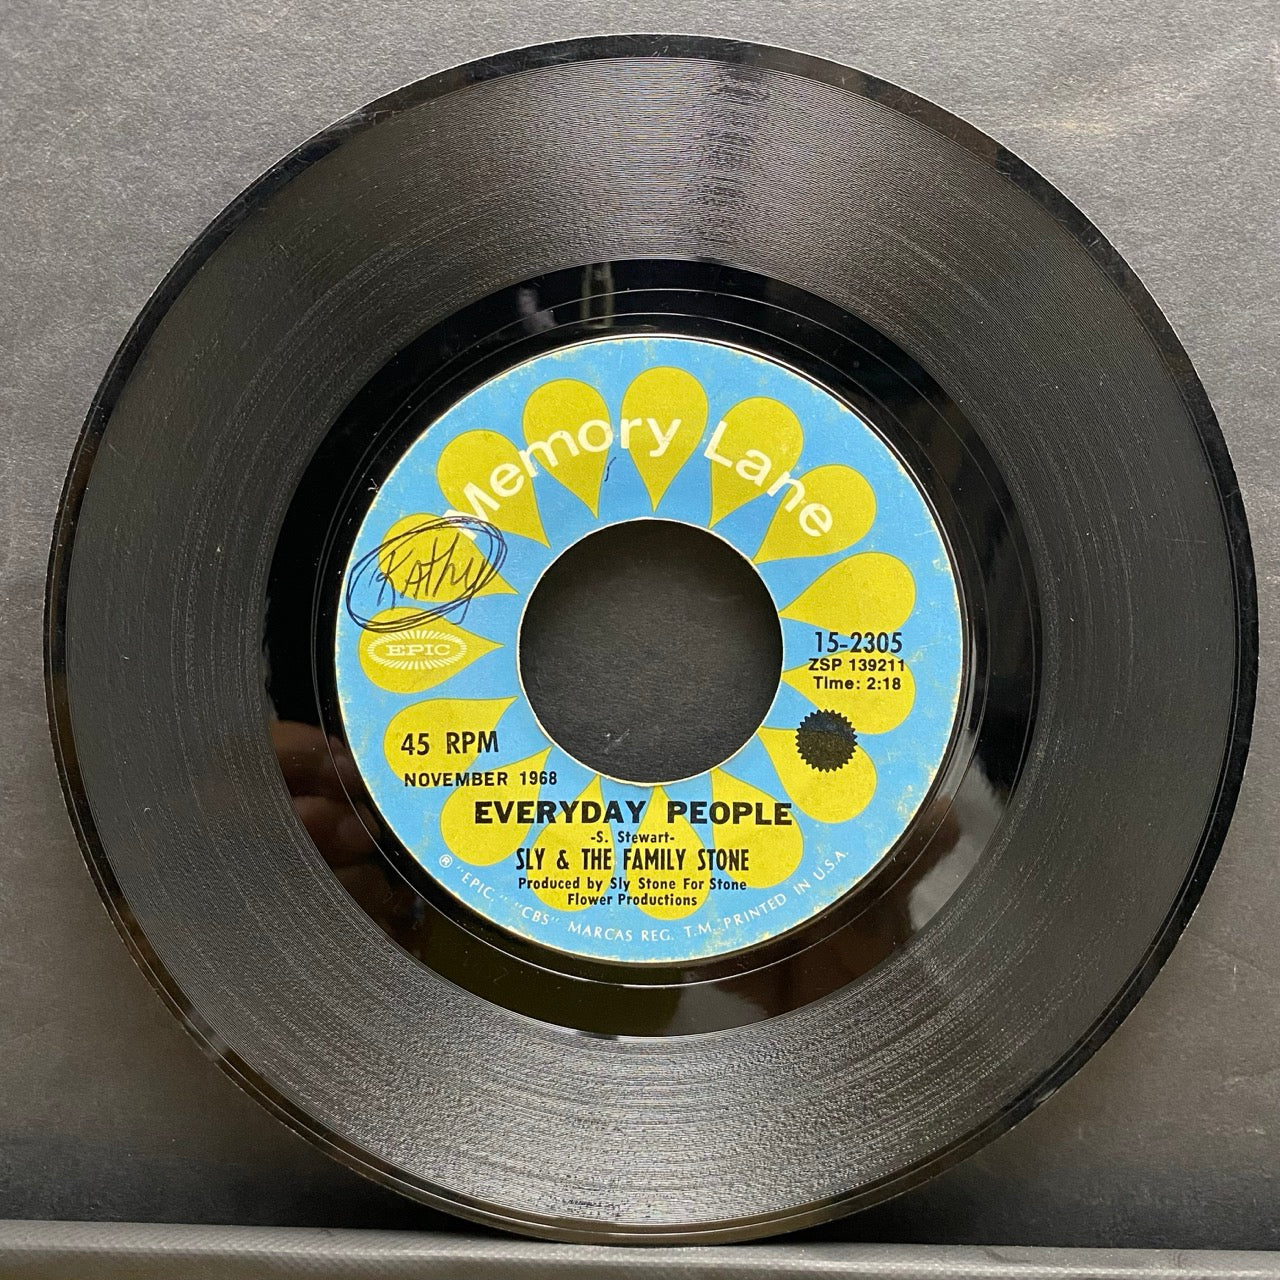 Memory Lane
Kathy
EPIC
15-2305
ZSP 139211
Time: 2:18
45 RPM
NOVEMBER 1968
EVERYDAY PEOPLE
-S. Stewart-
SLY & THE FAMILY STONE
Produced by Sly Stone For Stone
Flower Productions
® "EPIC," "CBS" MARCAS REG. T.M. PRINTED IN U.S.A.